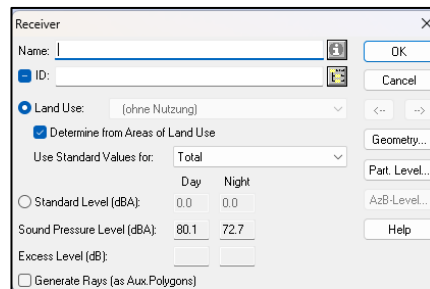 Receiver
Name:
OK
ID:
Cancel
Land Use: (ohne Nutzung)
<-- -->
Determine from Areas of Land Use
Geometry...
Use Standard Values for: Total
Part. Level...
Day Night
Standard Level (dBA): 0.0 0.0
AzB-Level...
Sound Pressure Level (dBA): 80.1 72.7
Help
Excess Level (dB):
Generate Rays (as Aux.Polygons)